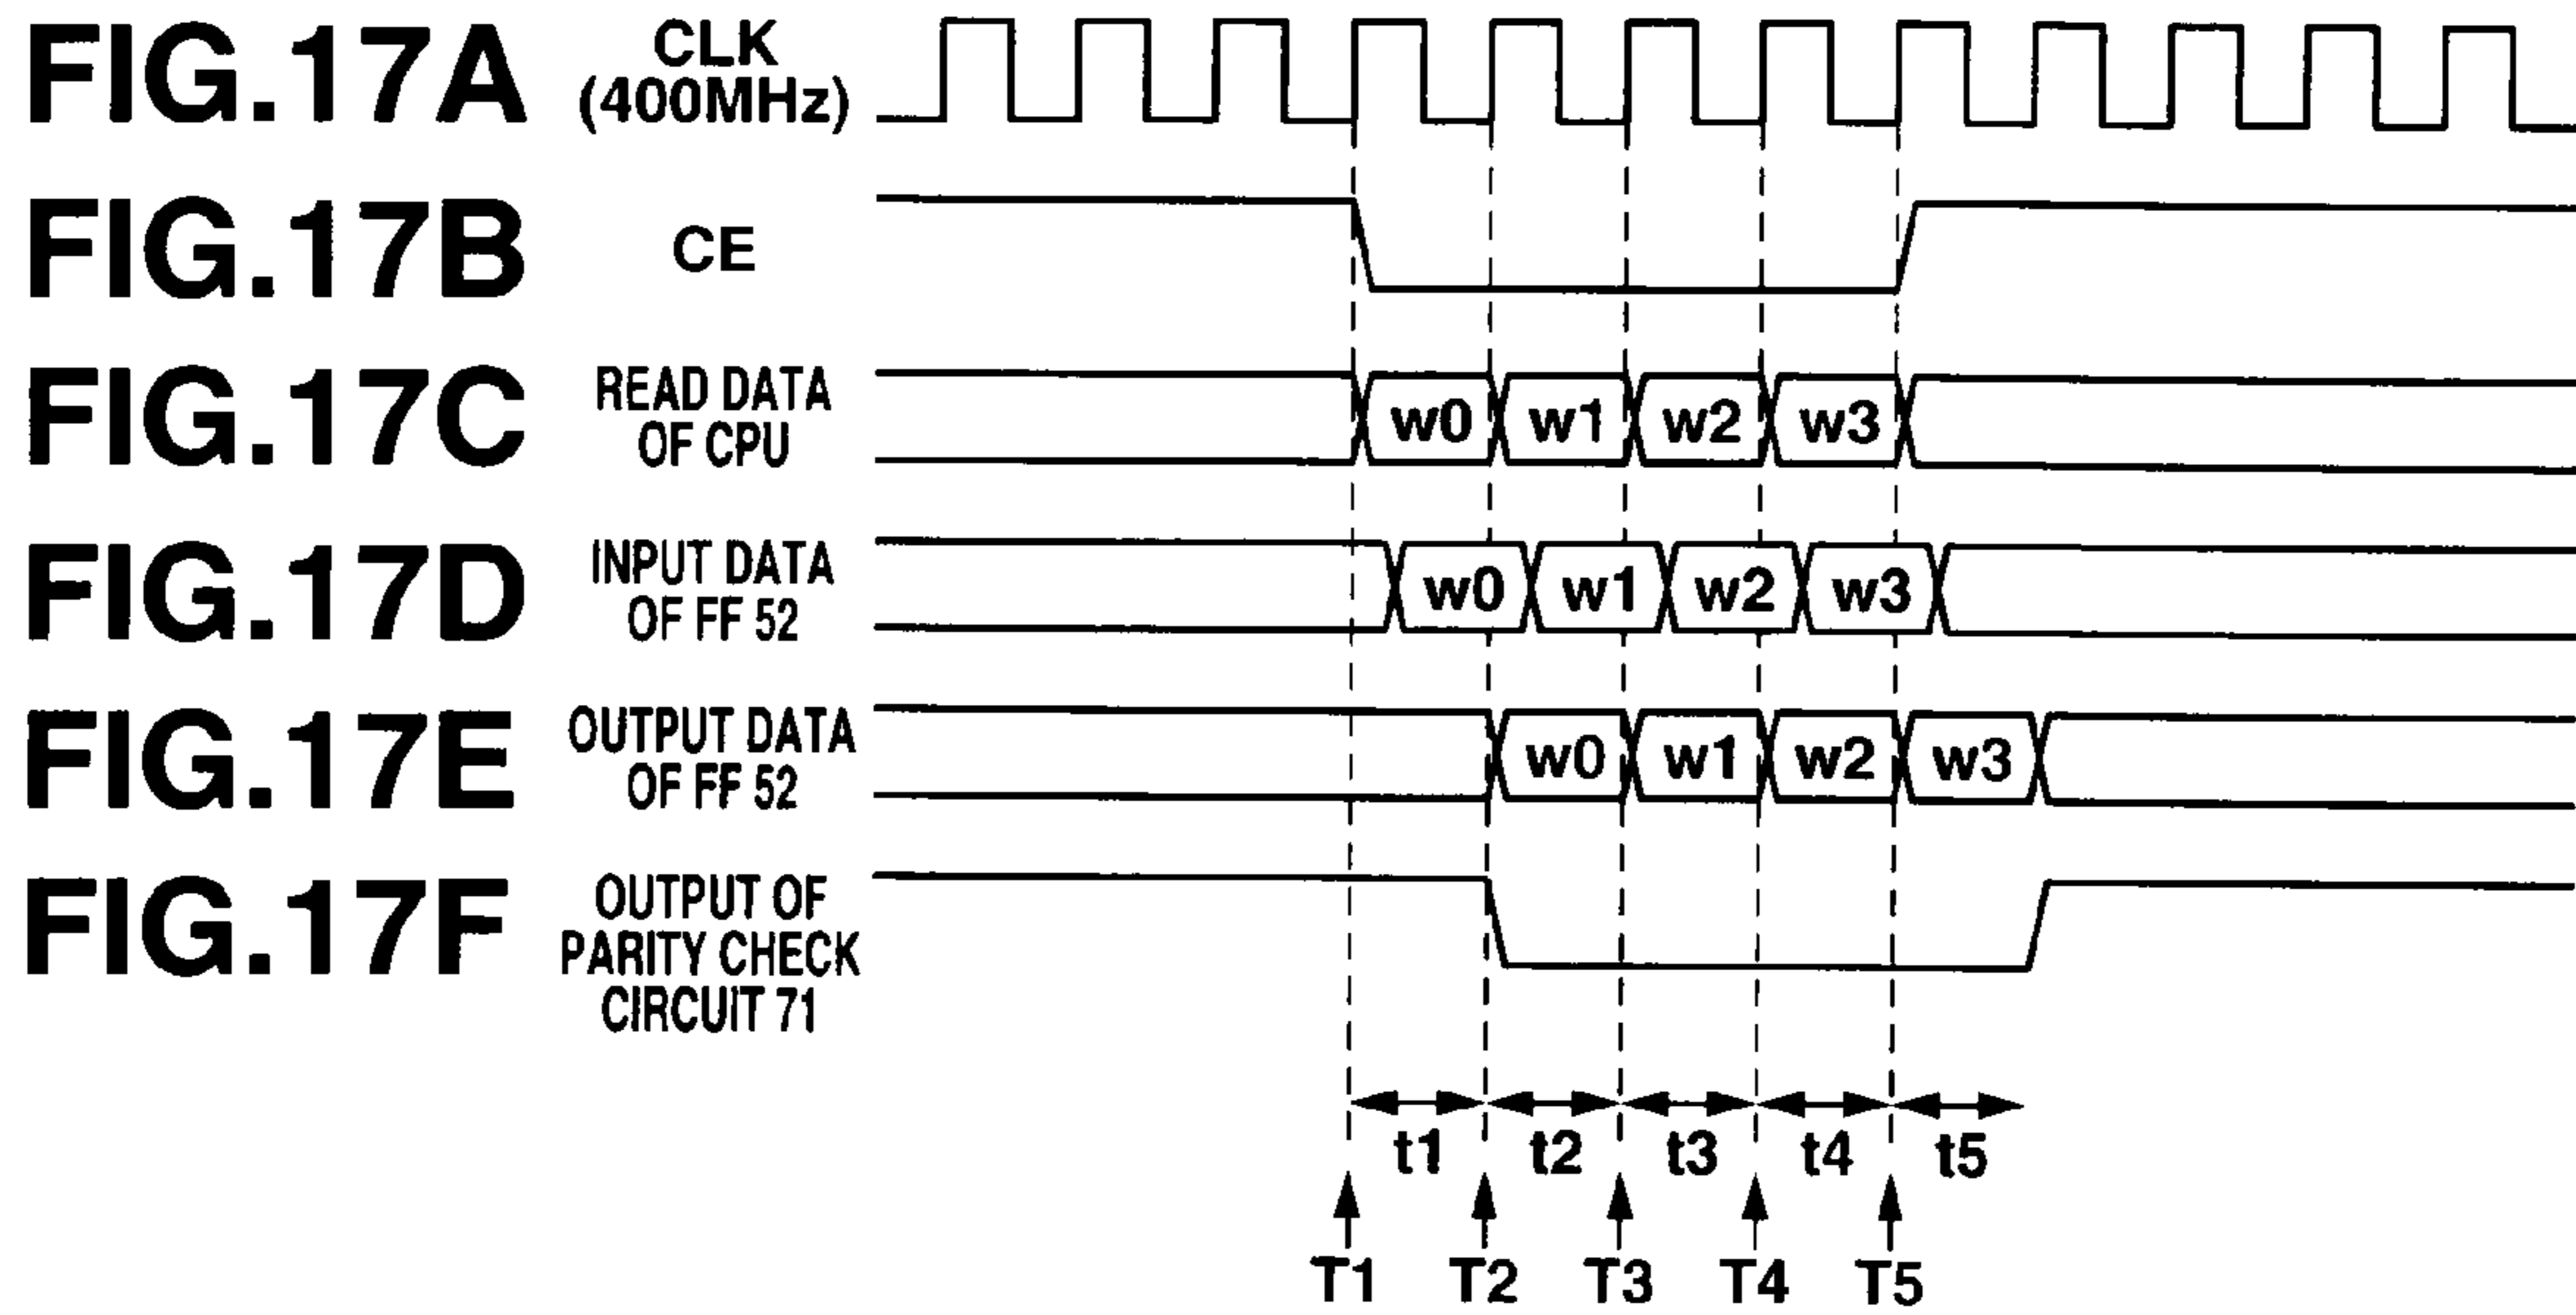 FIG.17A
CLK
(400MHz)
FIG.17B
CE
FIG.17C
READ DATA
OF CPU
w0 w1 w2 w3
FIG.17D
INPUT DATA
OF FF 52
w0 w1 w2 w3
FIG.17E
OUTPUT DATA
OF FF 52
w0 w1 w2 w3
FIG.17F
OUTPUT OF
PARITY CHECK
CIRCUIT 71
t1 t2 t3 t4 t5
T1 T2 T3 T4 T5